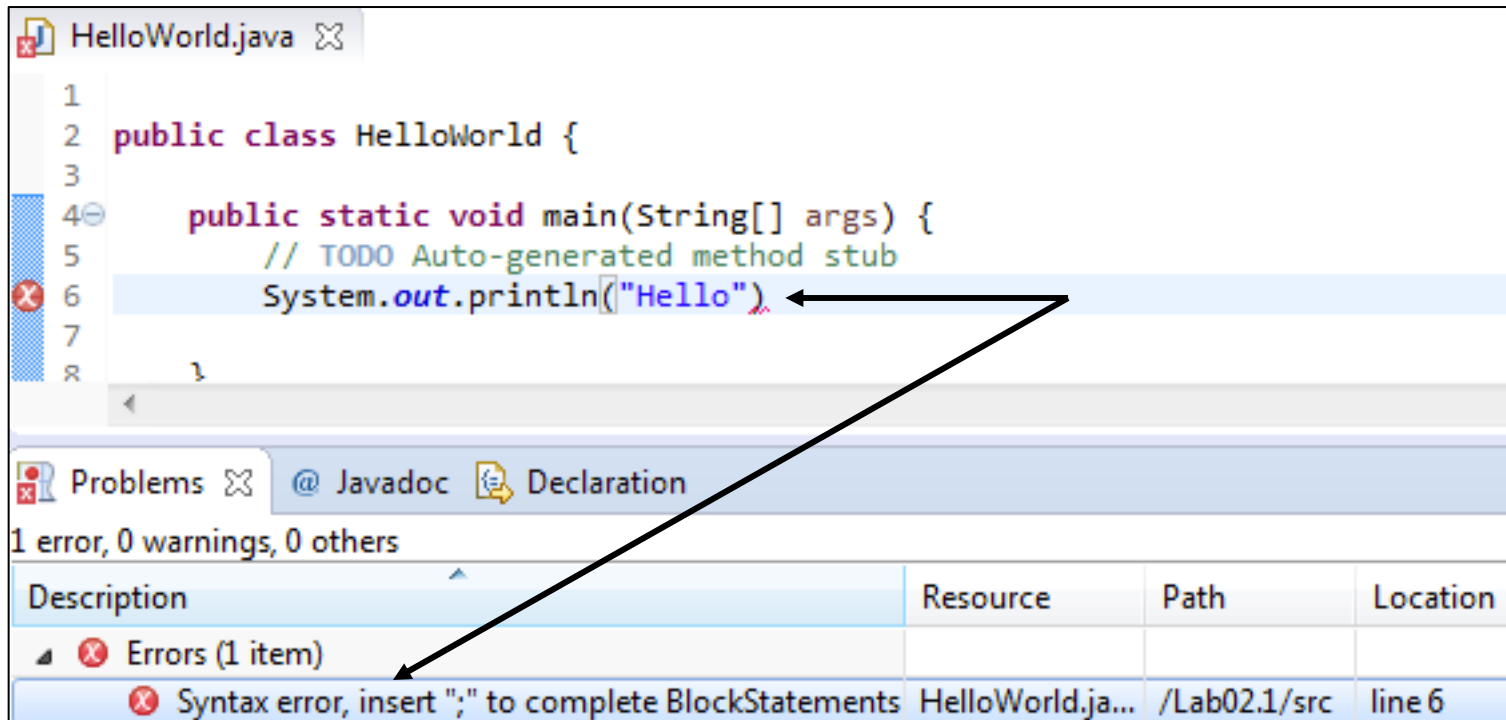 HelloWorld.java
1
2 public class HelloWorld {
3
4 public static void main(String[] args) {
5 // TODO Auto-generated method stub
6 System.out.println("Hello")
7
8 }
Problems @ Javadoc Declaration
1 error, 0 warnings, 0 others
Description Resource Path Location
Errors (1 item)
Syntax error, insert ";" to complete BlockStatements HelloWorld.ja... /Lab02.1/src line 6